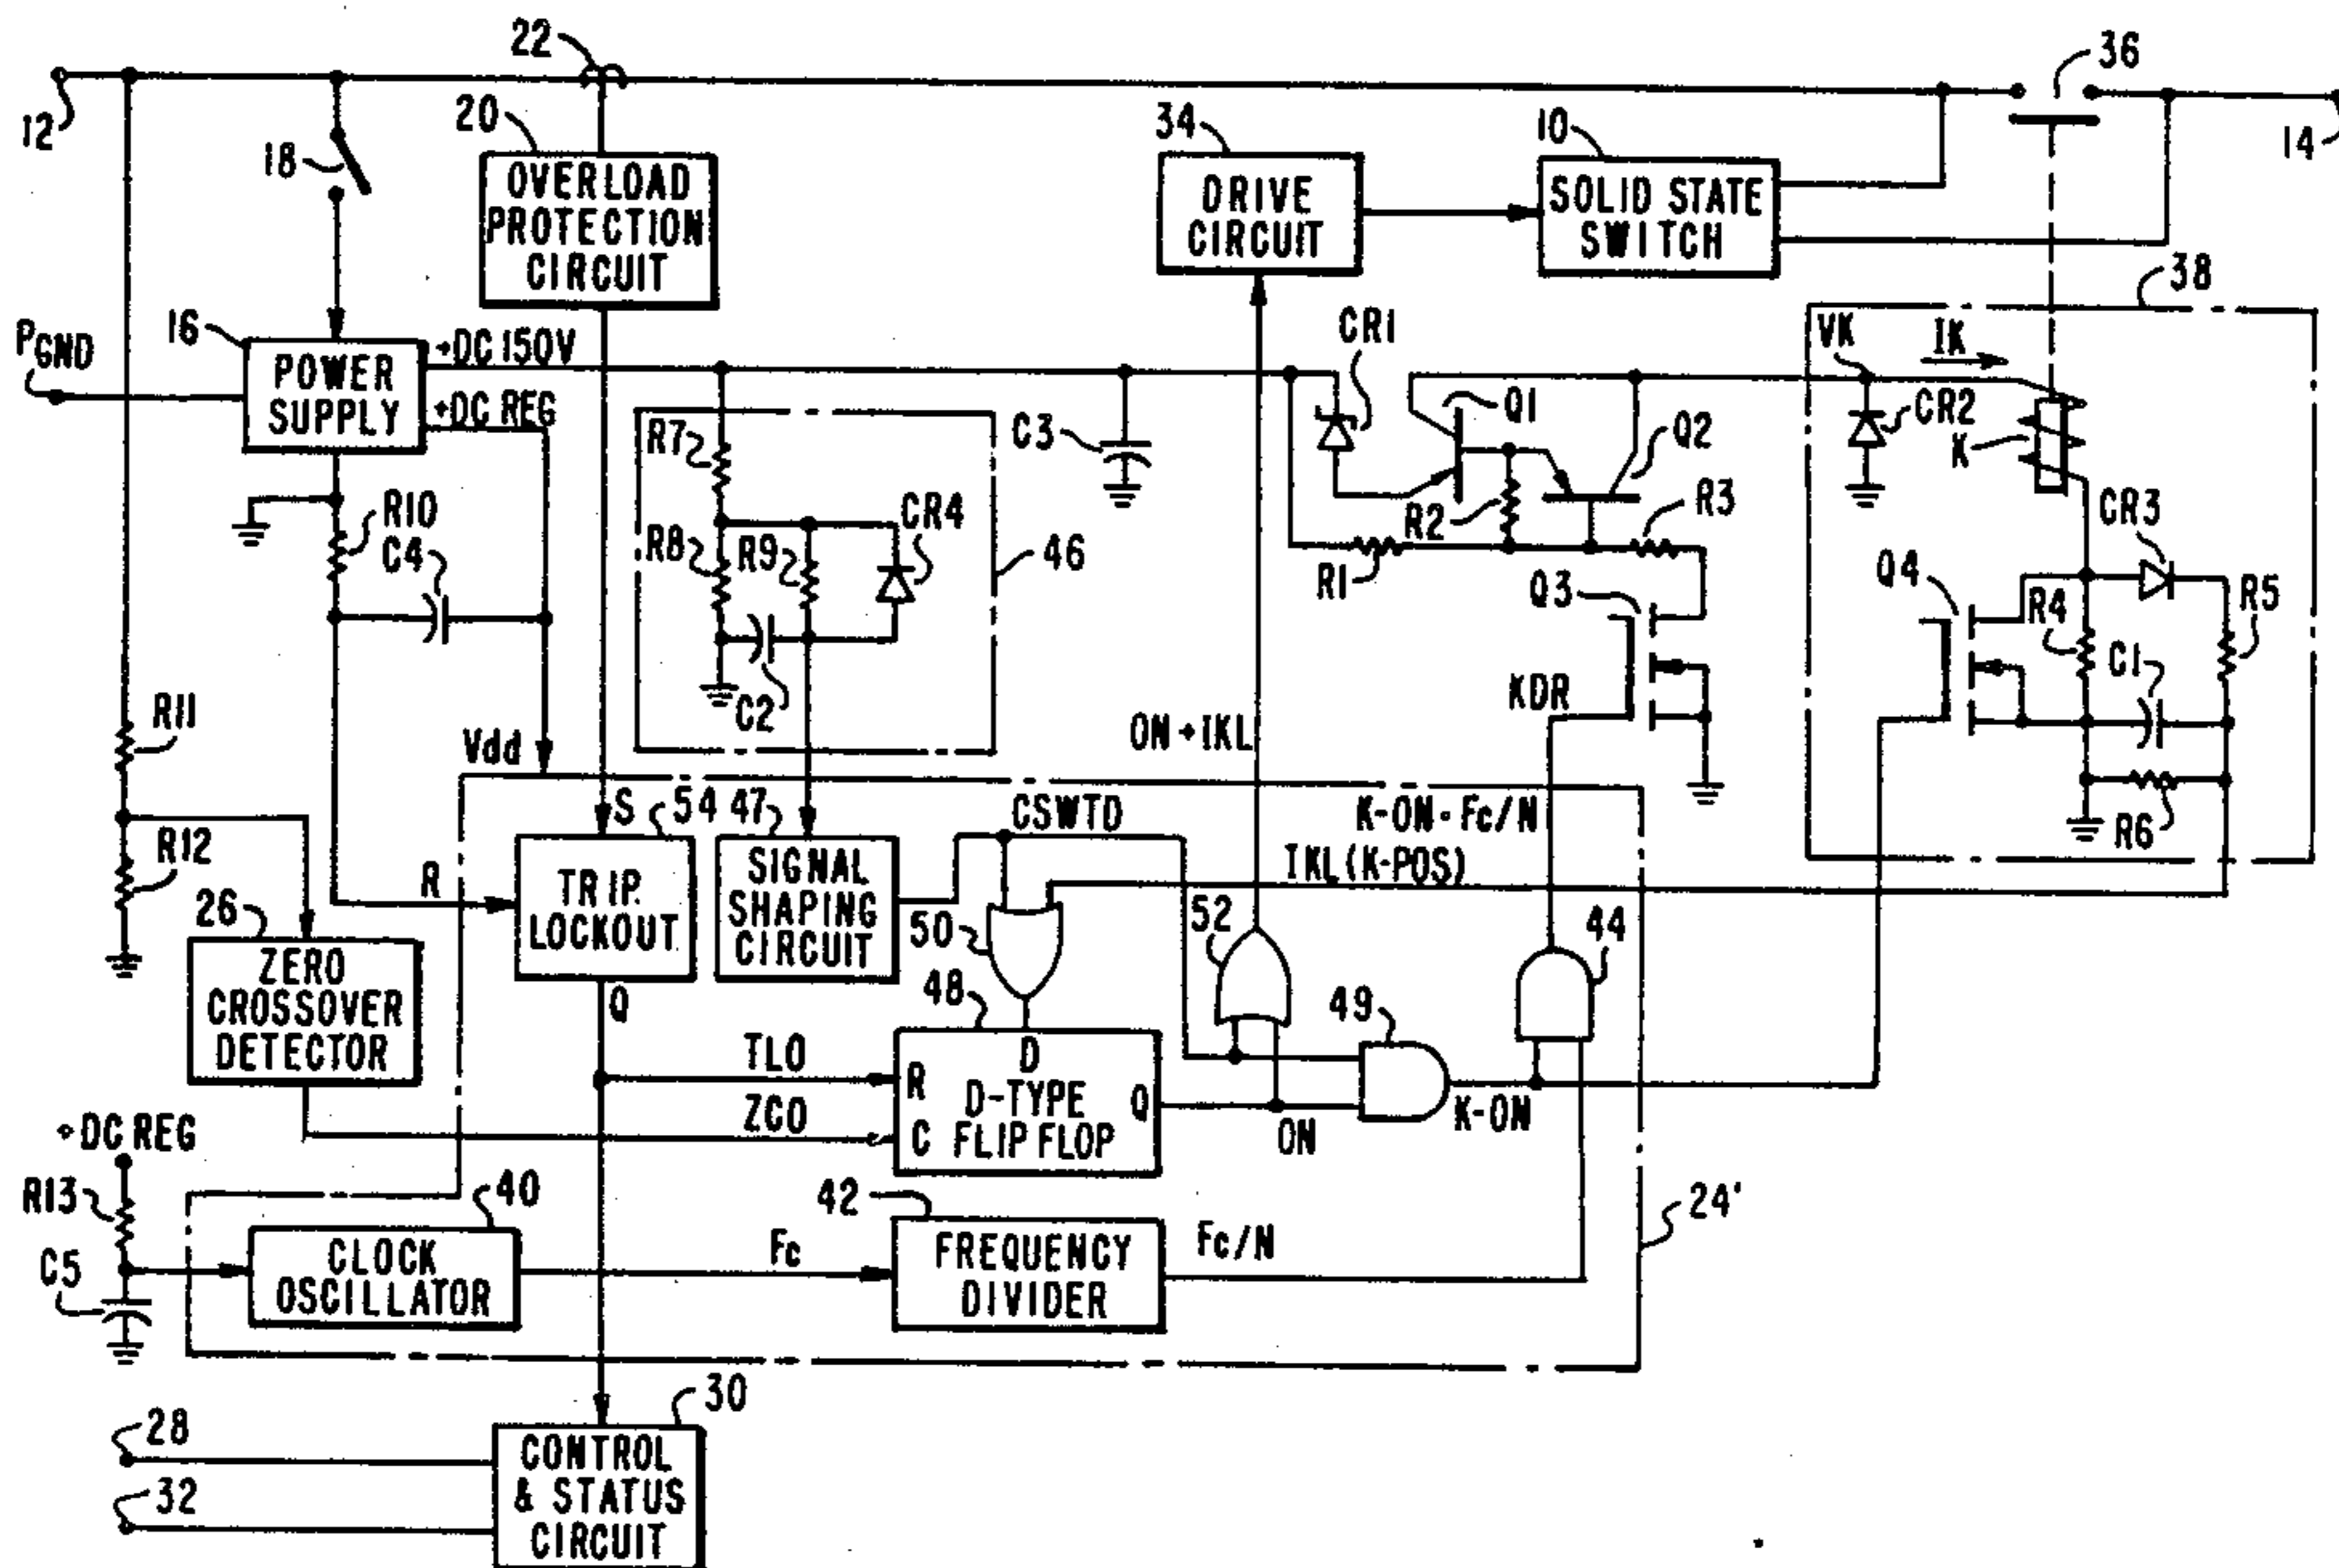 22
36
12
18
20
OVERLOAD
PROTECTION
CIRCUIT
34
DRIVE
CIRCUIT
10
SOLID STATE
SWITCH
14
38
PGND
16
POWER
SUPPLY
+DC 150V
+DC REG
CR1
VK
IK
Q1
CR2
K
C3
Q2
R7
R10
C4
R8
R9
CR4
46
R2
R3
R1
Q3
CR3
Q4
R4
R5
C1
C2
KDR
R11
Vdd
ON + IKL
R6
R12
S
54
47
CSWTD
K-ON • Fc/N
IKL (K-POS)
26
R
TRIP
LOCKOUT
SIGNAL
SHAPING
CIRCUIT
50
52
44
ZERO
CROSSOVER
DETECTOR
Q
48
49
TLO
ZCO
D
R
D-TYPE
Q
C
FLIP FLOP
ON
K-ON
+DC REG
R13
40
42
24'
C5
CLOCK
OSCILLATOR
Fc
FREQUENCY
DIVIDER
Fc/N
30
28
32
CONTROL
& STATUS
CIRCUIT